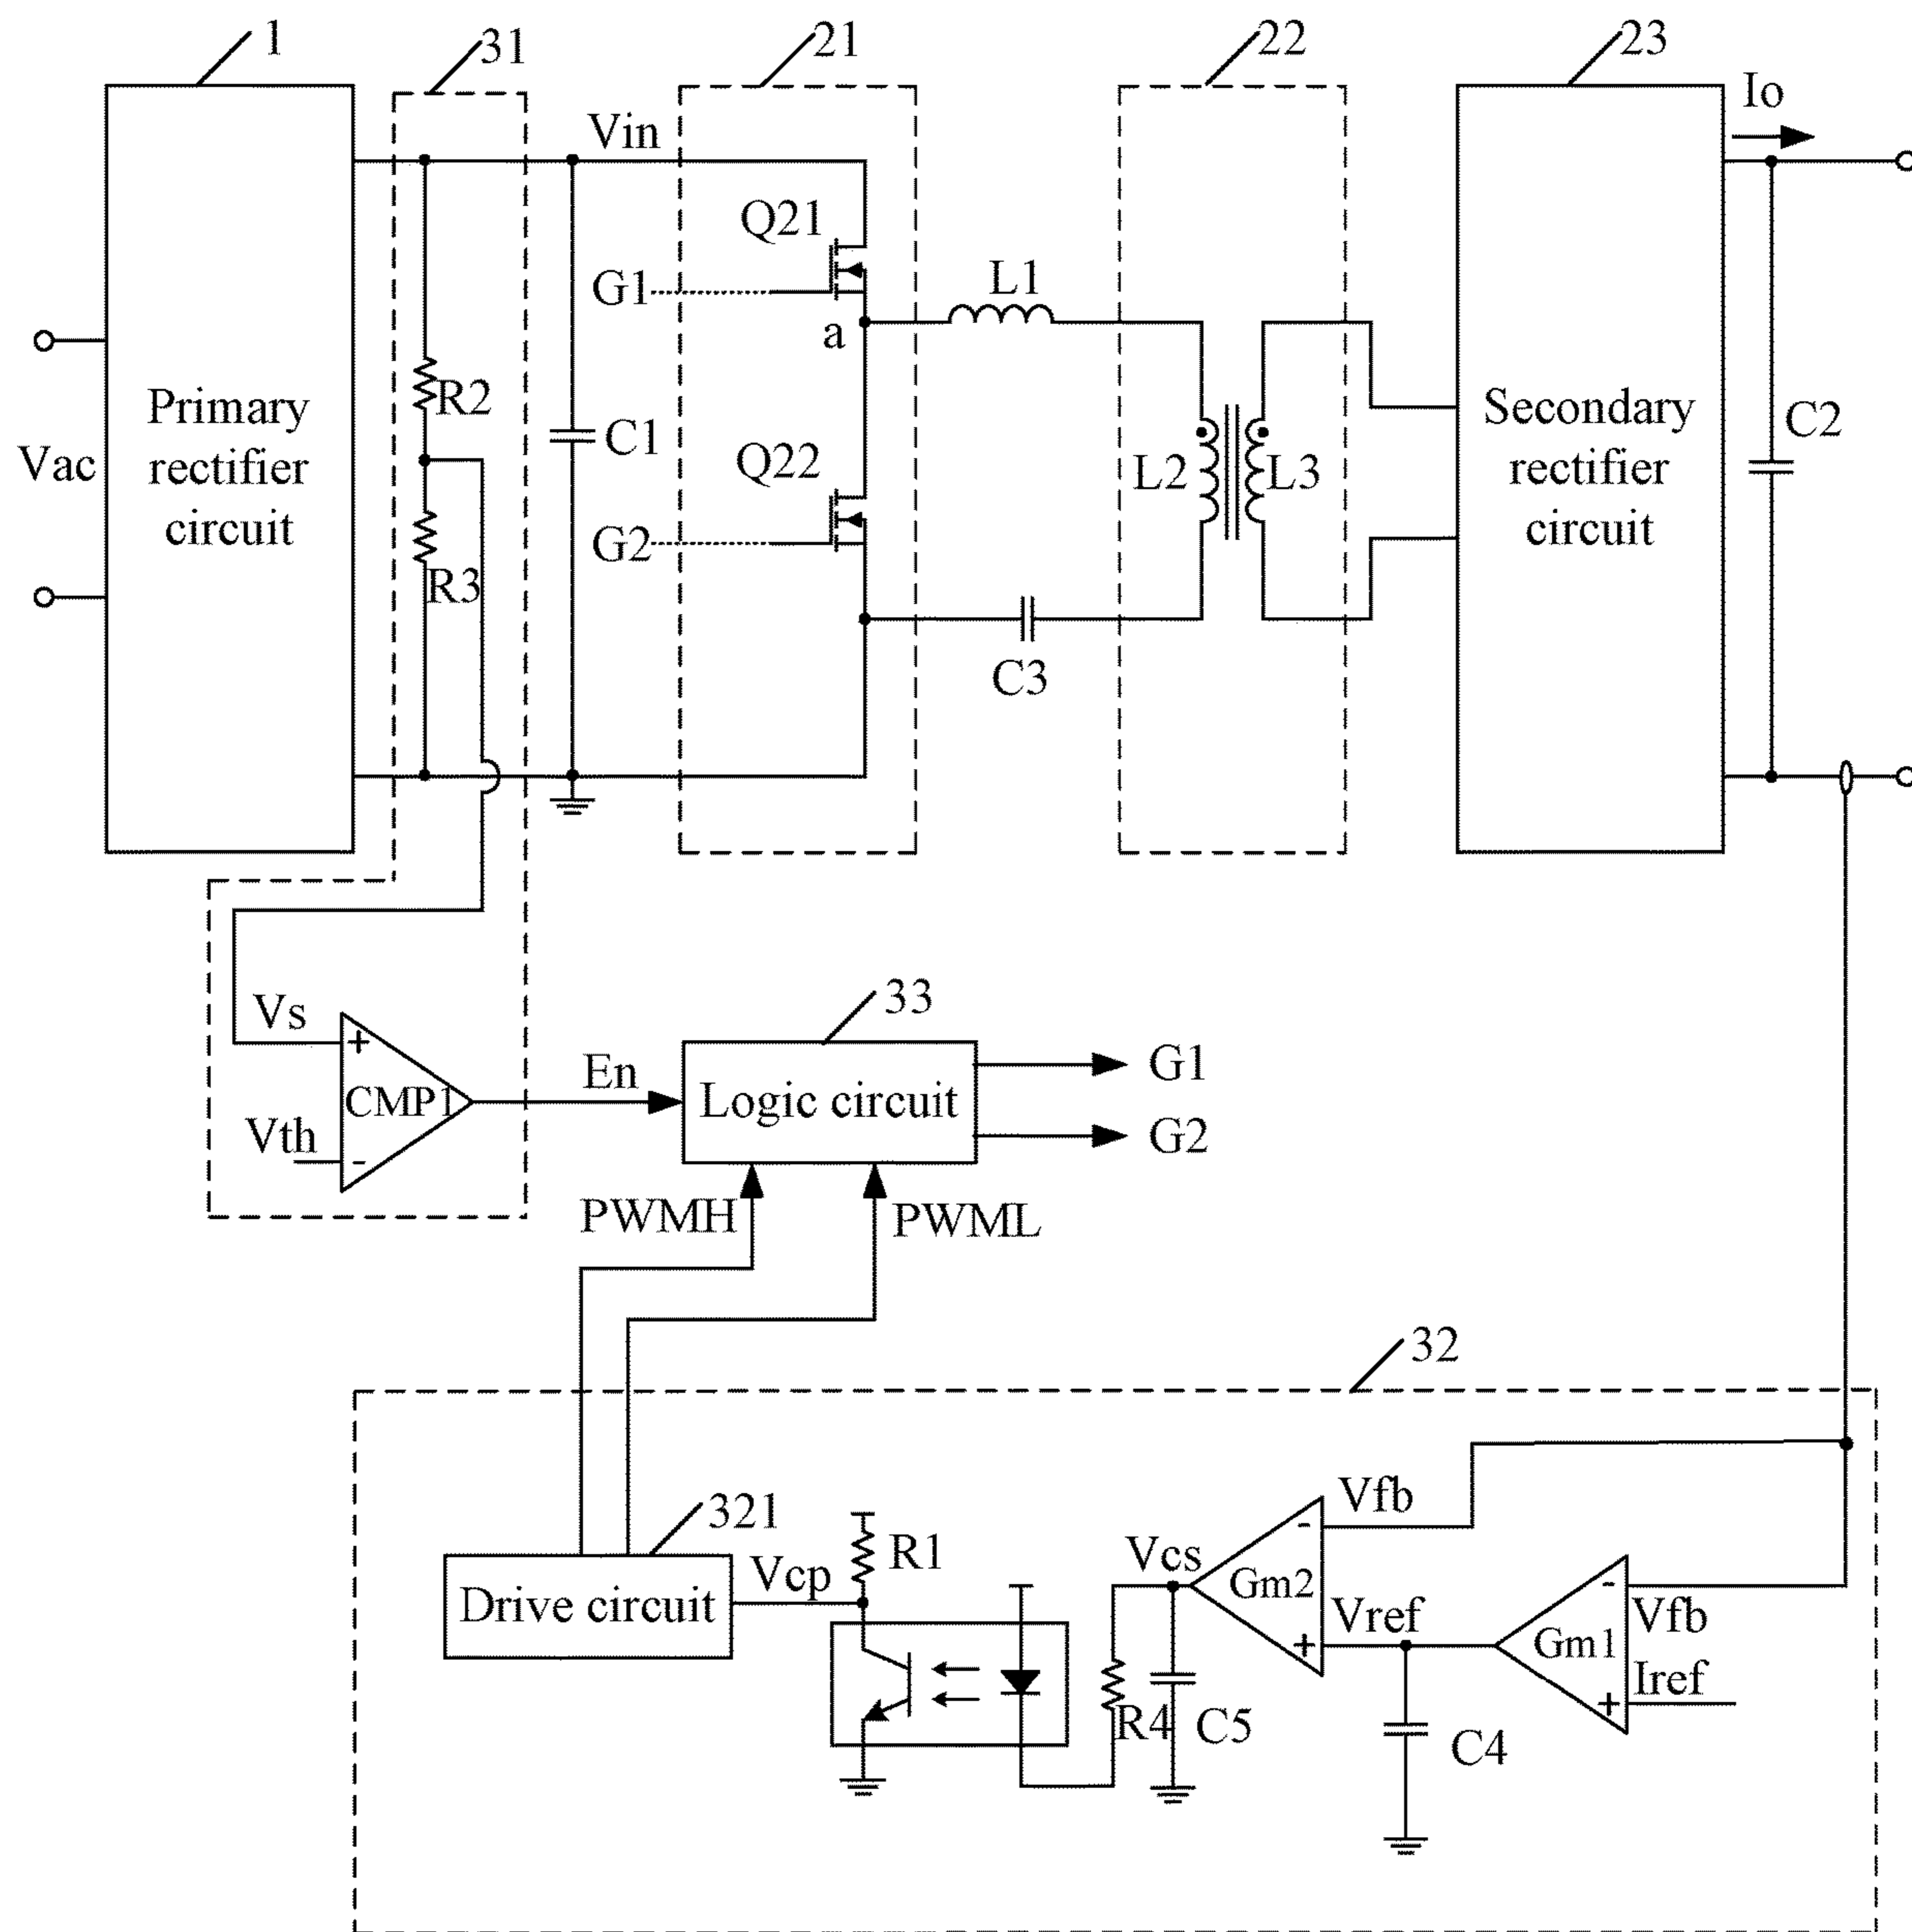 1
31
21
22
23
Io
Vin
Q21
G1
L1
a
Primary
rectifier
circuit
Vac
R2
C1
Q22
L2
L3
Secondary
rectifier
circuit
C2
G2
R3
C3
Vs
+
CMP1
Vth
-
En
33
Logic circuit
G1
G2
PWMH
PWML
32
321
Drive circuit
Vcp
R1
Vcs
Vfb
-
Gm2
Vref
+
-
Vfb
Gm1
Iref
+
R4
C5
C4